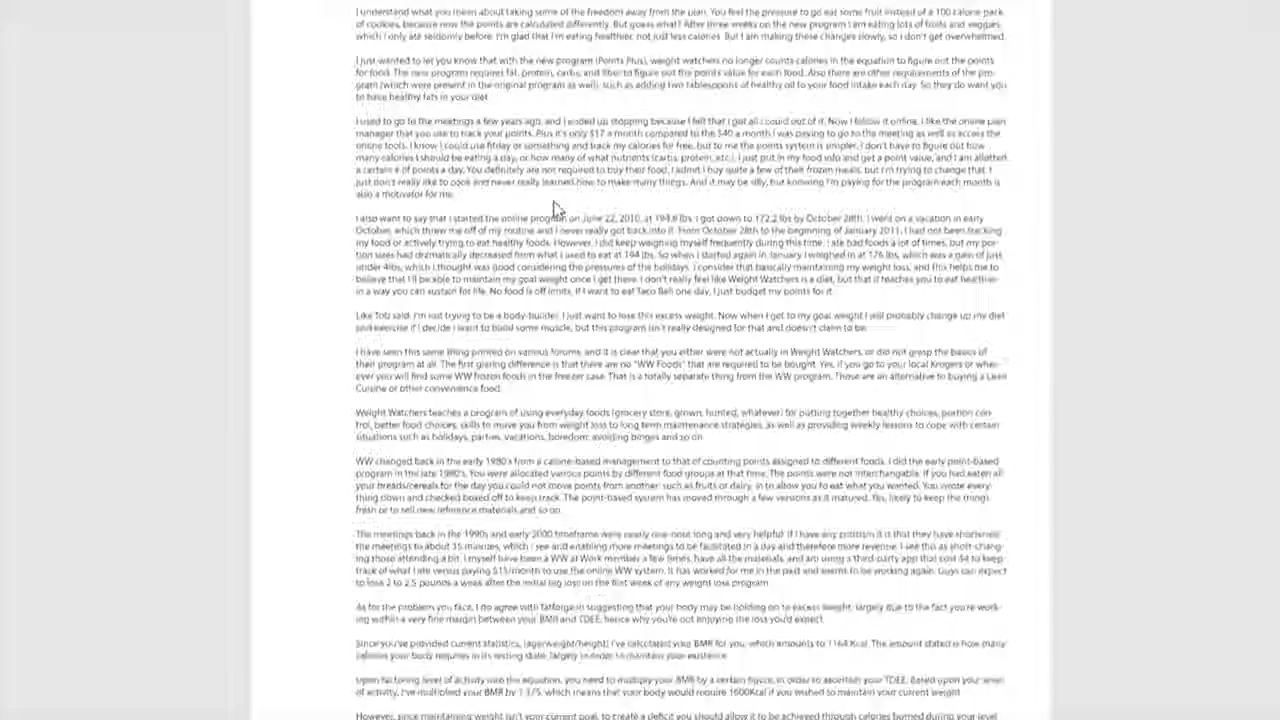 I understand what you mean about taking some of the freedom away from the plan. You feel the pressure to go eat some fruit instead of a 100 calorie pack
of cookies, because now the points are calculated differently. But guess what? After three weeks on the new program I am eating lots of fruits and veggies,
which I only ate seldomly before. I'm glad that I'm eating healthier, not just less calories. But I am making these changes slowly, so I don't get overwhelmed.
I just wanted to let you know that with the new program (Points Plus), weight watchers no longer counts calories in the equation to figure out the points
for food. The new program requires fat, protein, carbs, and fiber to figure out the points value for each food. Also there are other requirements of the pro-
gram (which were present in the original program as well), such as adding two tablespoons of healthy oil to your food intake each day. So they do want you
to have healthy fats in your diet.
I used to go to the meetings a few years ago, and I ended up stopping because I felt that I got all I could out of it. Now I follow it online. I like the online plan
manager that you use to track your points. Plus it's only $17 a month compared to the $40 a month I was paying to go to the meeting as well as access the
online tools. I know I could use fitday or something and track my calories for free, but to me the points system is simpler. I don't have to figure out how
many calories I should be eating a day, or how many of what nutrients (carbs, protein, etc.). I just put in my food info and get a point value, and I am allotted
a certain # of points a day. You definitely are not required to buy their food, I admit I buy quite a few of their frozen meals, but I'm trying to change that. I
just don't really like to cook and never really learned how to make many things. And it may be silly, but knowing I'm paying for the program each month is
also a motivator for me.
I also want to say that I started the online program on June 22, 2010, at 194.8 lbs. I got down to 172.2 lbs by October 28th. I went on a vacation in early
October, which threw me off of my routine and I never really got back into it. From October 28th to the beginning of January 2011, I had not been tracking
my food or actively trying to eat healthy foods. However, I did keep weighing myself frequently during this time. I ate bad foods a lot of times, but my por-
tion sizes had dramatically decreased from what I used to eat at 194 lbs. So when I started again in January I weighed in at 176 lbs, which was a gain of just
under 4lbs, which I thought was good considering the pressures of the holidays. I consider that basically maintaining my weight loss, and this helps me to
believe that I'll be able to maintain my goal weight once I get there. I don't really feel like Weight Watchers is a diet, but that it teaches you to eat healthier
in a way you can sustain for life. No food is off limits. If I want to eat Taco Bell one day, I just budget my points for it.
Like Totz said, I'm not trying to be a body-builder. I just want to lose this excess weight. Now when I get to my goal weight I will probably change up my diet
and exercise if I decide I want to build some muscle, but this program isn't really designed for that and doesn't claim to be.
I have seen this same thing printed on various forums, and it is clear that you either were not actually in Weight Watchers, or did not grasp the basics of
their program at all. The first glaring difference is that there are no "WW Foods" that are required to be bought. Yes, if you go to your local Krogers or wher-
ever you will find some WW frozen foods in the freezer case. That is a totally separate thing from the WW program. Those are an alternative to buying a Lean
Cuisine or other convenience food.
Weight Watchers teaches a program of using everyday foods (grocery store, grown, hunted, whatever) for putting together healthy choices, portion con-
trol, better food choices, skills to move you from weight loss to long term maintenance strategies, as well as providing weekly lessons to cope with certain
situations such as holidays, parties, vacations, boredom, avoiding binges and so on.
WW changed back in the early 1980's from a calorie-based management to that of counting points assigned to different foods. I did the early point-based
program in the late 1980's. You were allocated various points by different food groups at that time. The points were not interchangable. If you had eaten all
your breads/cereals for the day you could not move points from another, such as fruits or dairy, in to allow you to eat what you wanted. You wrote every
thing down and checked boxed off to keep track. The point-based system has moved through a few versions as it matured. Yes, likely to keep the things
fresh or to sell new reference materials and so on.
The meetings back in the 1990s and early 2000 timeframe were nearly one-hour long and very helpful. If I have any problem it is that they have shortened
the meetings to about 35 minutes, which I see and enabling more meetings to be facilitated in a day and therefore more revenue. I see this as short-chang-
ing those attending a bit. I myself have been a WW at Work member a few times, have all the materials, and am using a third-party app that cost $4 to keep
track of what I ate versus paying $15/month to use the online WW system. It has worked for me in the past and seems to be working again. Guys can expect
to lose 2 to 2.5 pounds a week after the initial big loss on the first week of any weight loss program.
As for the problem you face, I do agree with fatforgein suggesting that your body may be holding on to excess weight, largely due to the fact you're work-
ing within a very fine margin between your BMR and TDEE, hence why you're not enjoying the loss you'd expect.
Since you've provided current statistics, (age/weight/height) I've calculated your BMR for you, which amounts to 1164 Kcal. The amount stated is how many
calories your body requires in its resting state, largely in order to maintain your existence.
Upon factoring level of activity into the equation, you need to multiply your BMR by a certain figure, in order to ascertain your TDEE. Based upon your level
of activity, I've multiplied your BMR by 1.375, which means that your body would require 1600Kcal if you wished to maintain your current weight.
However, since maintaining weight isn't your current goal, to create a deficit you should allow it to be achieved through calories burned during your level